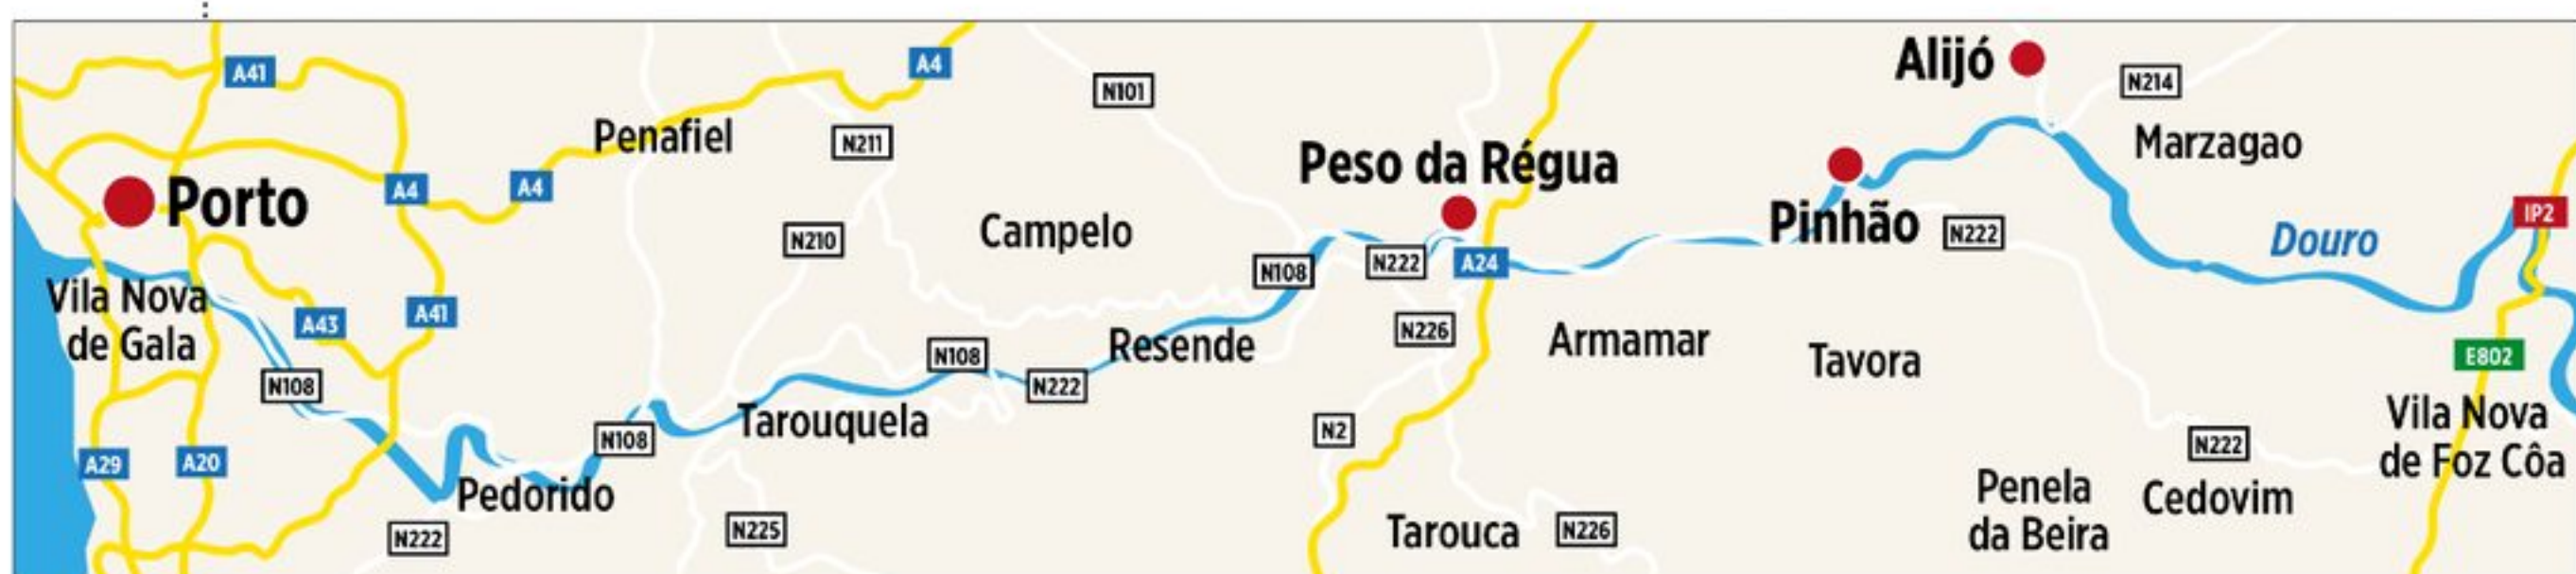 A41
A4
Alijó
N101
N214
Penafiel
N211
Marzagao
Peso da Régua
A4
A4
Porto
Pinhão
IP2
N210
Campelo
N222
Douro
N108
N222
A24
Vila Nova
de Gala
A43
A41
N226
Armamar
Resende
N108
Tavora
E802
N108
N222
Tarouquela
N108
N2
Vila Nova
de Foz Côa
A29
A20
N222
Pedorido
Penela
da Beira
Cedovim
N222
N225
Tarouca
N226